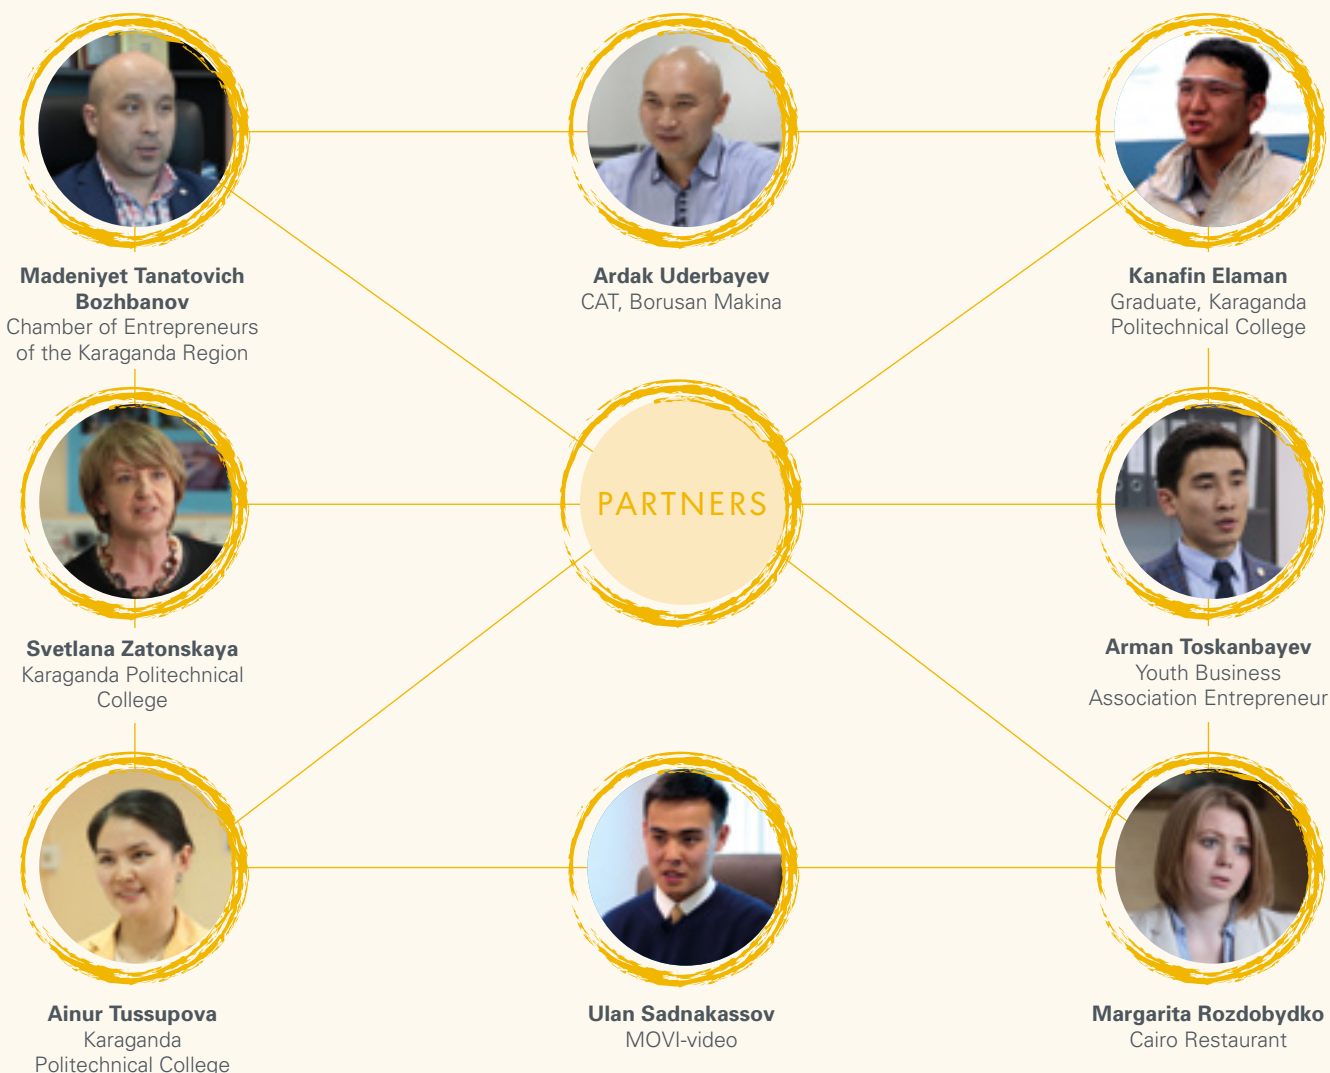 Madeniyet Tanatovich
Bozhbanov
Chamber of Entrepreneurs
of the Karaganda Region
Ardak Uderbayev
CAT, Borusan Makina
Kanafin Elaman
Graduate, Karaganda
Politechnical College
PARTNERS
Svetlana Zatonskaya
Karaganda Politechnical
College
Arman Toskanbayev
Youth Business
Association Entrepreneur
Ainur Tussupova
Karaganda
Politechnical College
Ulan Sadnakassov
MOVI-video
Margarita Rozdobydko
Cairo Restaurant